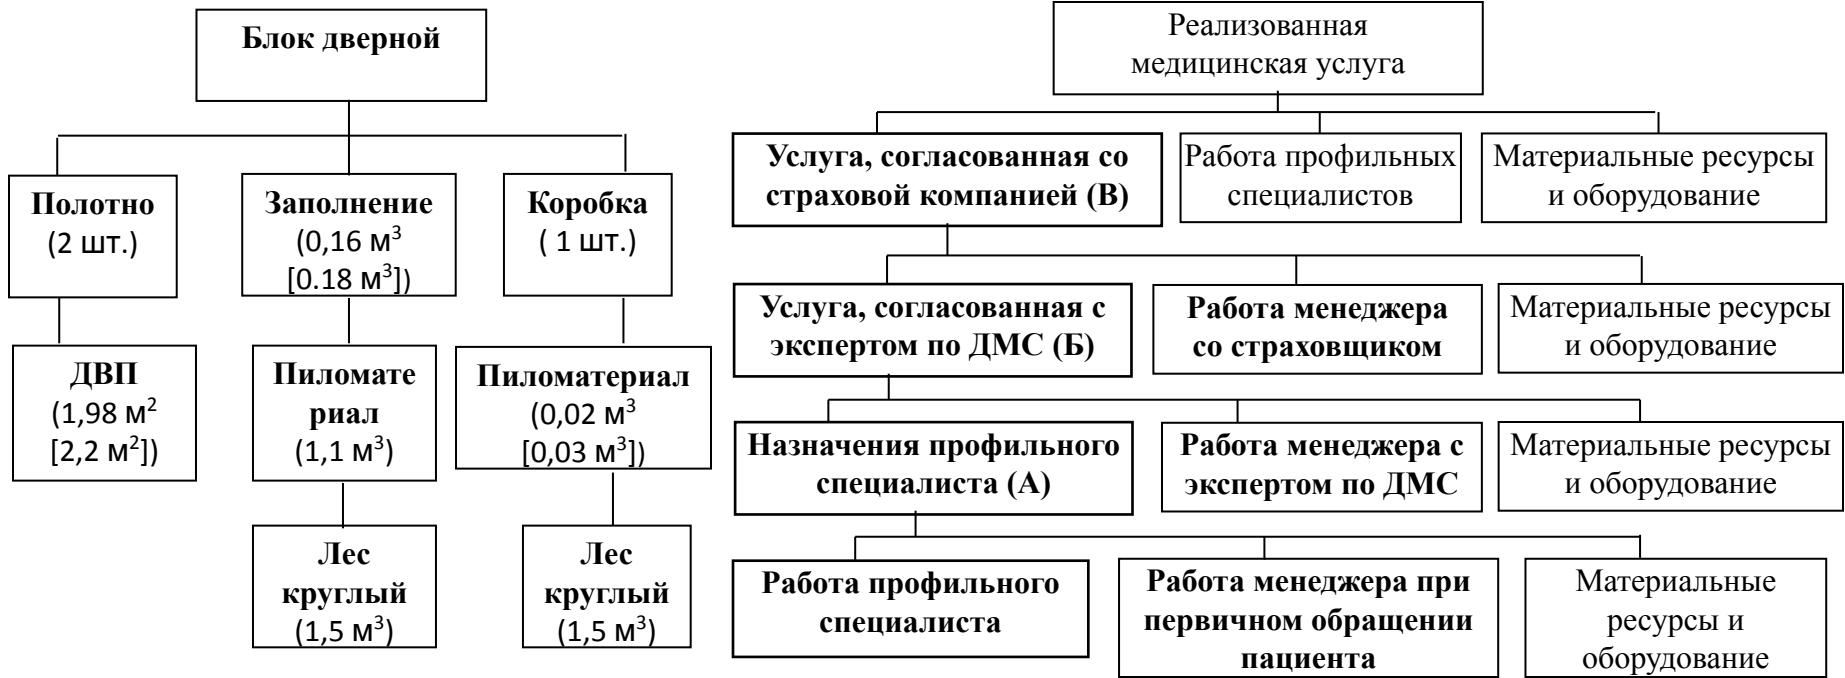 Блок дверной
Полотно
(2 шт.)
Заполнение
(0,16 м³
[0.18 м³])
Коробка
( 1 шт.)
ДВП
(1,98 м²
[2,2 м²])
Пиломате
риал
(1,1 м³)
Пиломатериал
(0,02 м³
[0,03 м³])
Лес
круглый
(1,5 м³)
Лес
круглый
(1,5 м³)
Реализованная
медицинская услуга
Услуга, согласованная со
страховой компанией (В)
Работа профильных
специалистов
Материальные ресурсы
и оборудование
Услуга, согласованная с
экспертом по ДМС (Б)
Работа менеджера
со страховщиком
Материальные ресурсы
и оборудование
Назначения профильного
специалиста (А)
Работа менеджера с
экспертом по ДМС
Материальные ресурсы
и оборудование
Работа профильного
специалиста
Работа менеджера при
первичном обращении
пациента
Материальные
ресурсы и
оборудование